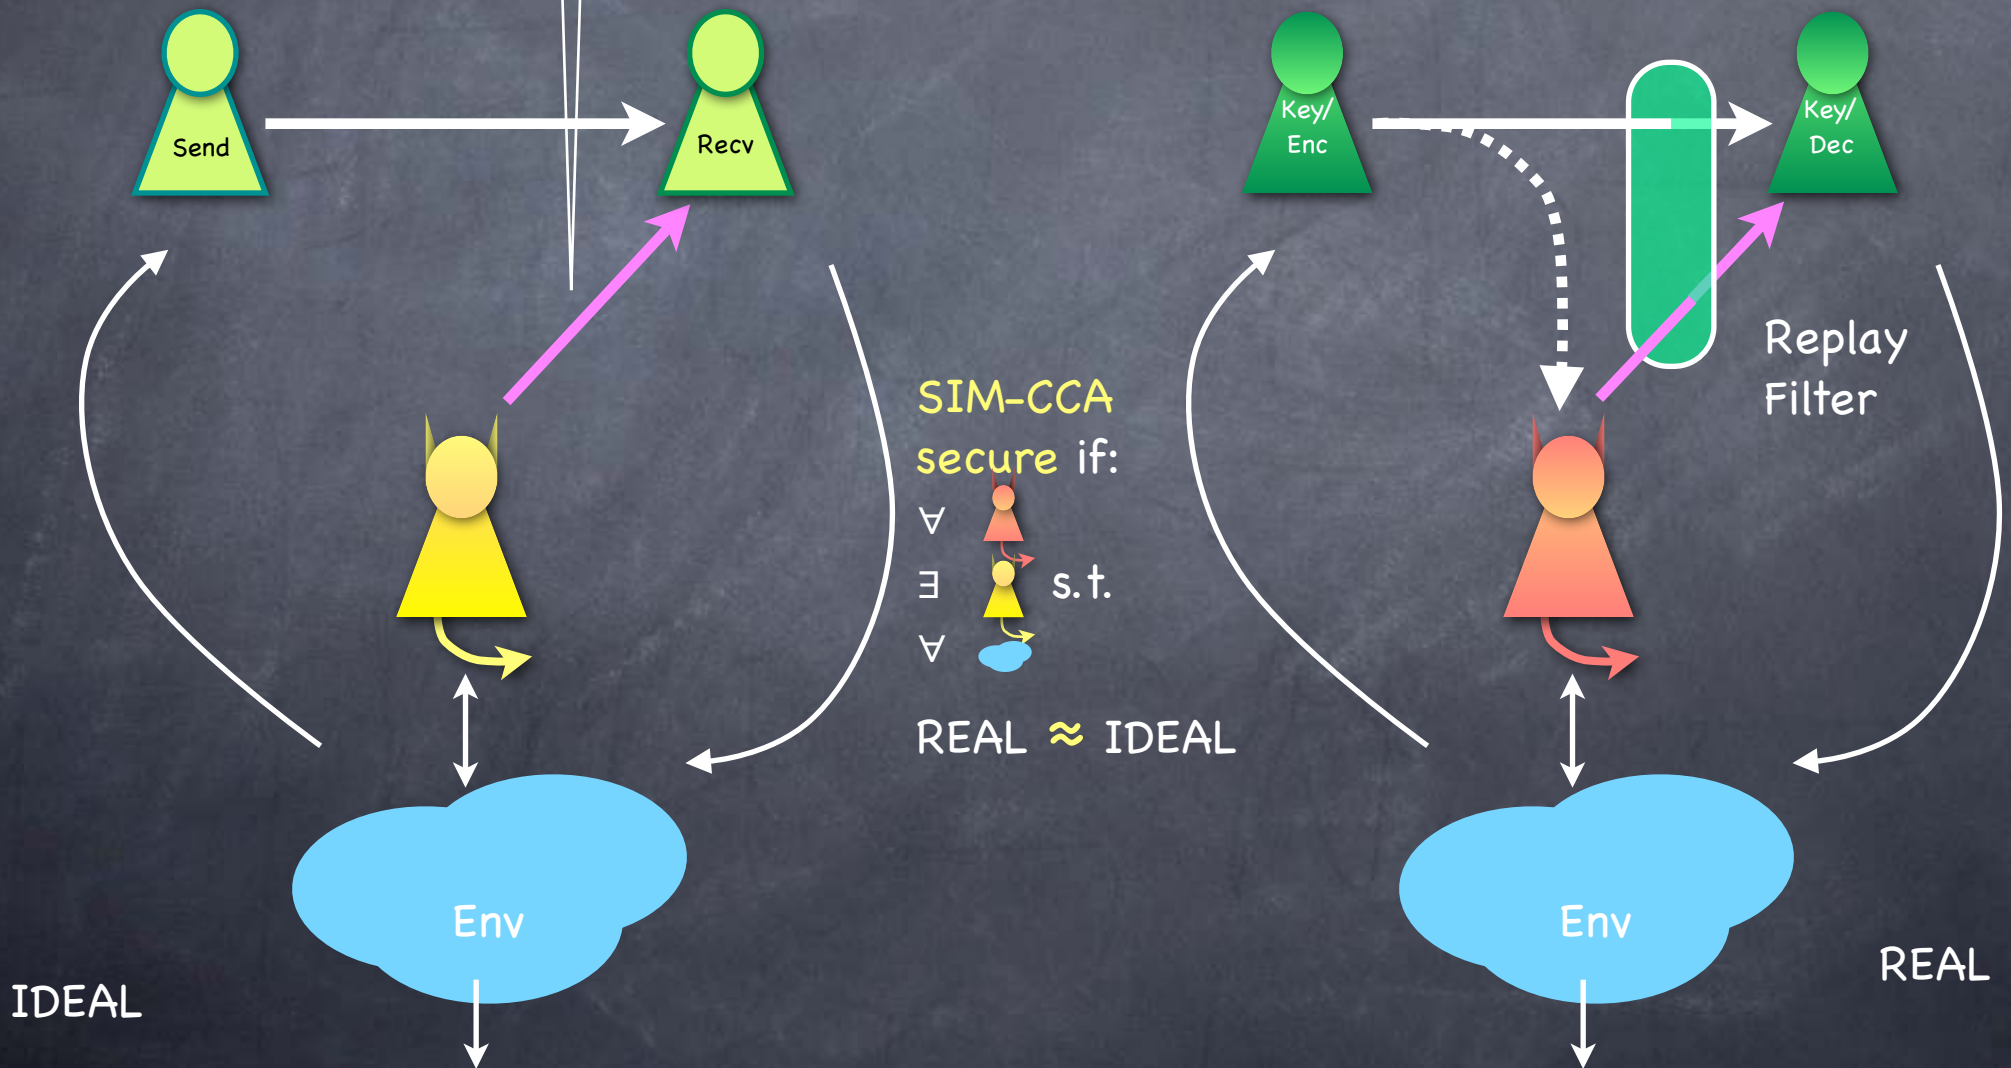 Send
Recv
Key/
Enc
Key/
Dec
Replay
Filter
SIM-CCA
secure if:
∀
∃ s.t.
∀
REAL ≈ IDEAL
Env
Env
IDEAL
REAL